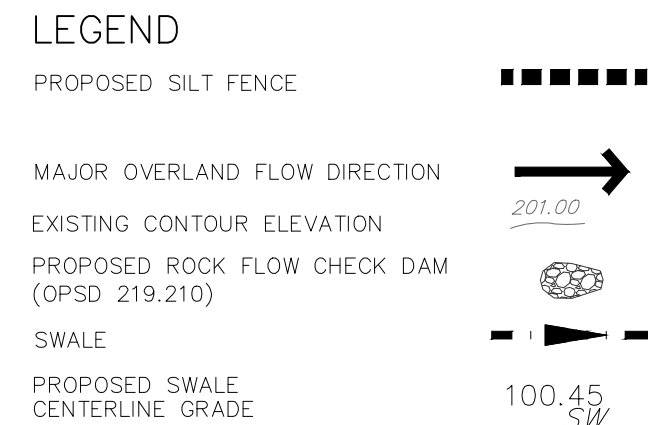 LEGEND
PROPOSED SILT FENCE
MAJOR OVERLAND FLOW DIRECTION
201.00
EXISTING CONTOUR ELEVATION
PROPOSED ROCK FLOW CHECK DAM
(OPSD 219.210)
SWALE
PROPOSED SWALE
CENTERLINE GRADE
100.45
SW